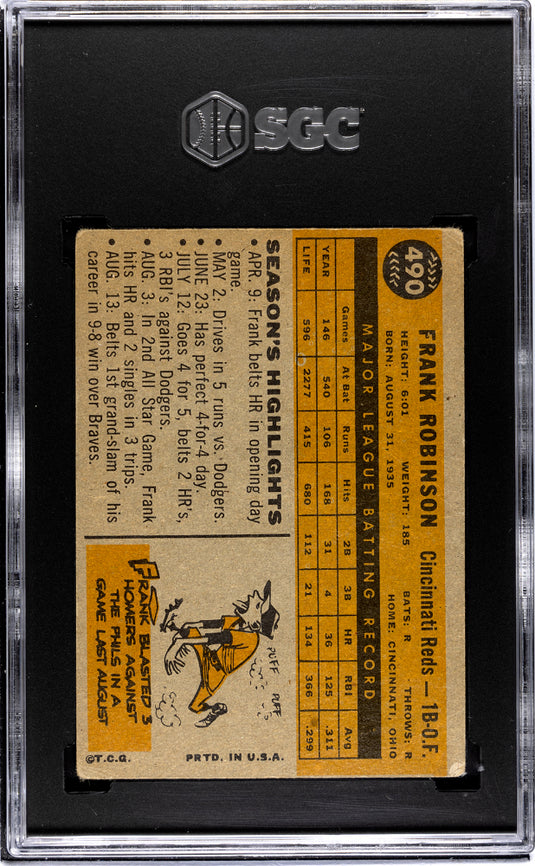 SGC
490
FRANK ROBINSON Cincinnati Reds — 1B-O.F.
HEIGHT: 6:01 WEIGHT: 185 BATS: R THROWS: R
BORN: AUGUST 31, 1935 HOME: CINCINNATI, OHIO
MAJOR LEAGUE BATTING RECORD
Games At Bat Runs Hits 2B 3B HR RBI Avg
YEAR 146 540 106 168 31 4 36 125 .311
LIFE 596 2277 415 680 112 21 134 366 .299
SEASON'S HIGHLIGHTS
• APR. 9: Frank belts HR in opening day
game.
• MAY 2: Drives in 5 runs vs. Dodgers.
• JUNE 23: Has perfect 4-for-4 day.
• JULY 12: Goes 4 for 5, belts 2 HR's,
3 RBI's against Dodgers.
• AUG. 3: In 2nd All Star Game, Frank
hits HR and 2 singles in 3 trips.
• AUG. 13: Belts 1st grand-slam of his
career in 9-8 win over Braves.
PUFF PUFF
FRANK BLASTED 3
HOMERS AGAINST
THE PHILS IN A
GAME LAST AUGUST
©T.C.G. PRTD. IN U.S.A.